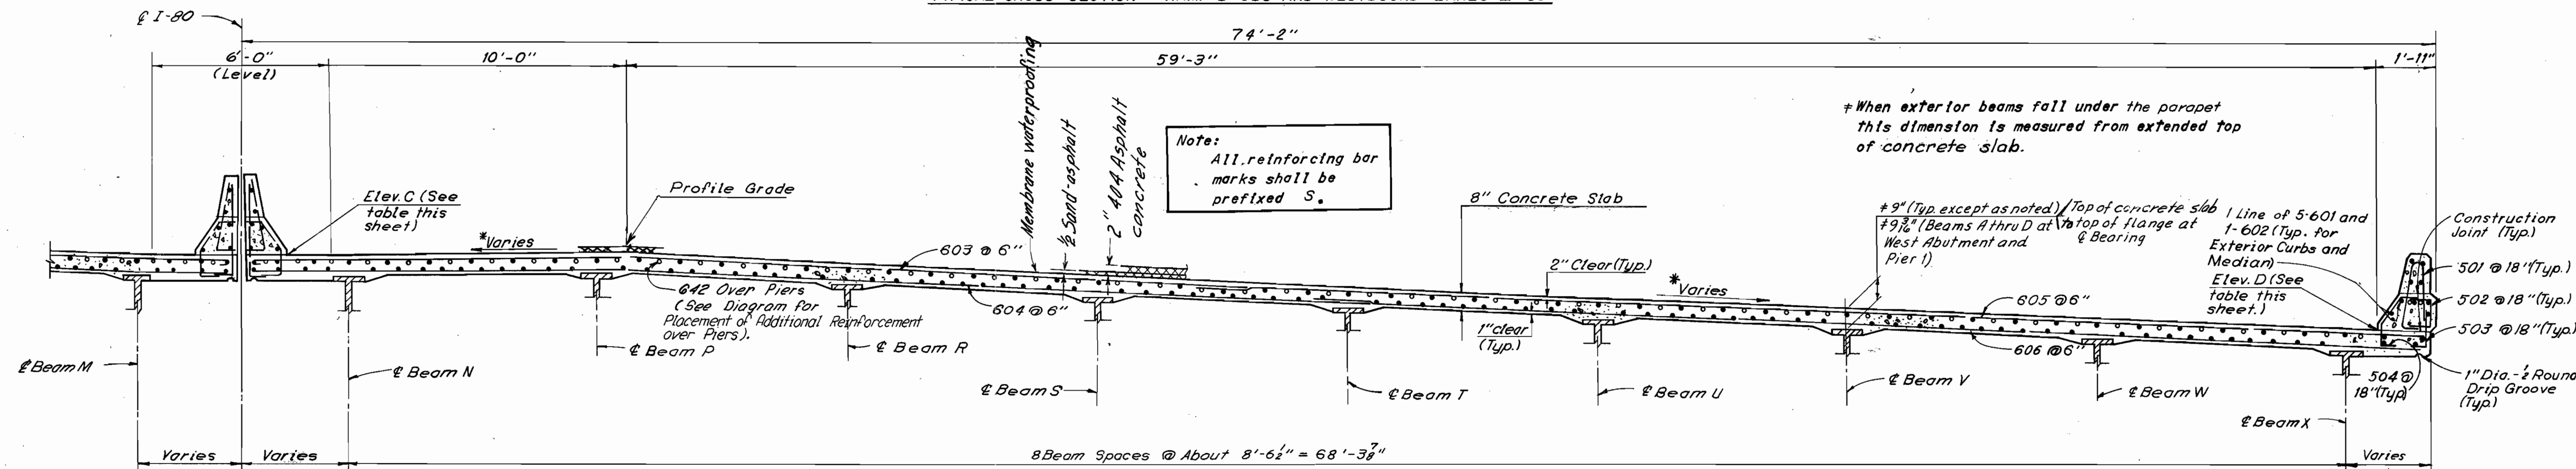 ℄ I-80
74'-2"
6'-0"
(Level)
10'-0"
59'-3"
1'-11"
Membrane waterproofing
½ Sand-asphalt
2" 404 Asphalt
concrete
Note:
All reinforcing bar
marks shall be
prefixed S.
‡ When exterior beams fall under the parapet
this dimension is measured from extended top
of concrete slab.
Elev. C (See
table this
sheet)
*Varies
Profile Grade
603 @ 6"
642 Over Piers
(See Diagram for
Placement of Additional Reinforcement
over Piers).
604 @ 6"
8" Concrete Slab
2" Clear (Typ.)
1" clear
(Typ.)
*Varies
‡ 9" (Typ. except as noted)
‡ 9 3/16" (Beams A thru D at
West Abutment and
Pier 1)
Top of concrete slab
to top of flange at
℄ Bearing
1 Line of 5-601 and
1-602 (Typ. for
Exterior Curbs and
Median)
Elev. D (See
table this
sheet.)
Construction
Joint (Typ.)
501 @ 18" (Typ.)
502 @ 18" (Typ.)
503 @ 18" (Typ.)
504 @
18" (Typ)
1" Dia.-½ Round
Drip Groove
(Typ.)
605 @ 6"
606 @ 6"
℄ Beam M
℄ Beam N
℄ Beam P
℄ Beam R
℄ Beam S
℄ Beam T
℄ Beam U
℄ Beam V
℄ Beam W
℄ Beam X
Varies
Varies
8 Beam Spaces @ About 8'-6½" = 68'-3⅞"
Varies